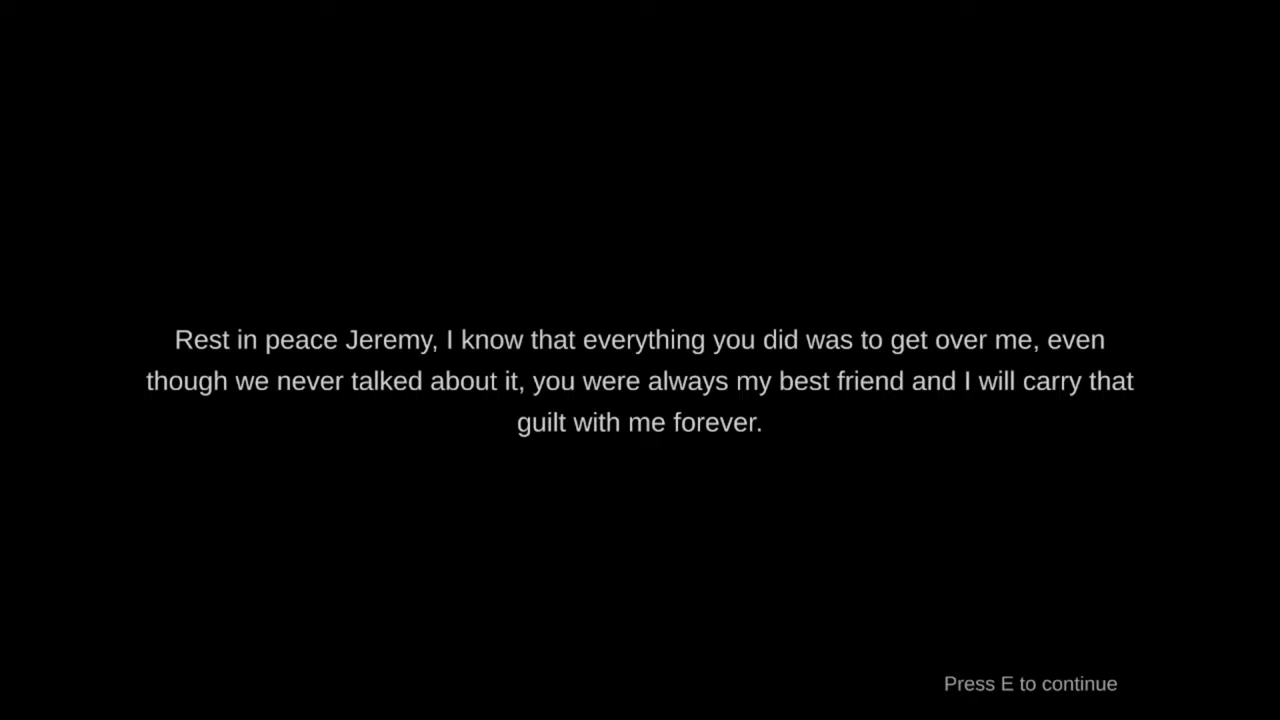 Rest in peace Jeremy, I know that everything you did was to get over me, even
though we never talked about it, you were always my best friend and I will carry that
guilt with me forever.
Press E to continue